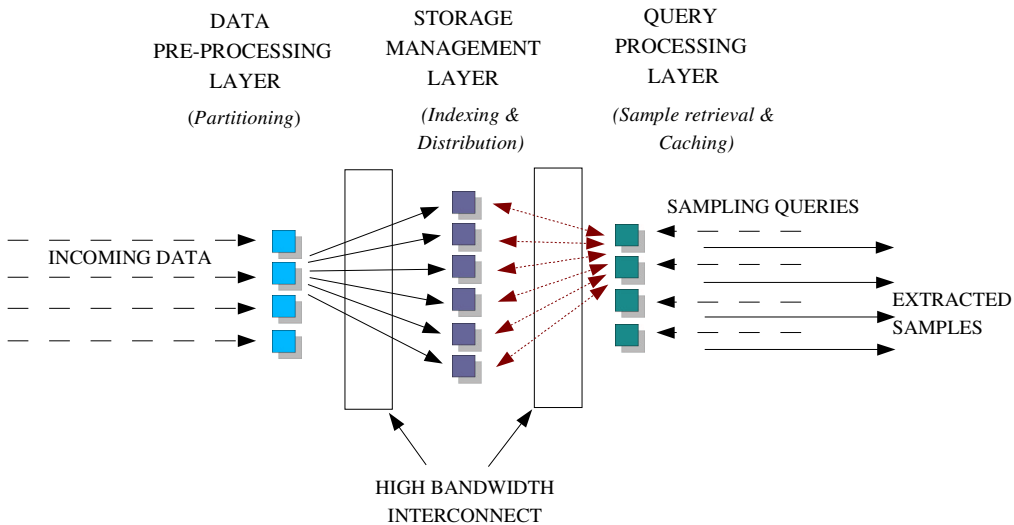 DATA
PRE-PROCESSING
LAYER
(Partitioning)
STORAGE
MANAGEMENT
LAYER
(Indexing &
Distribution)
QUERY
PROCESSING
LAYER
(Sample retrieval &
Caching)
INCOMING DATA
SAMPLING QUERIES
EXTRACTED
SAMPLES
HIGH BANDWIDTH
INTERCONNECT